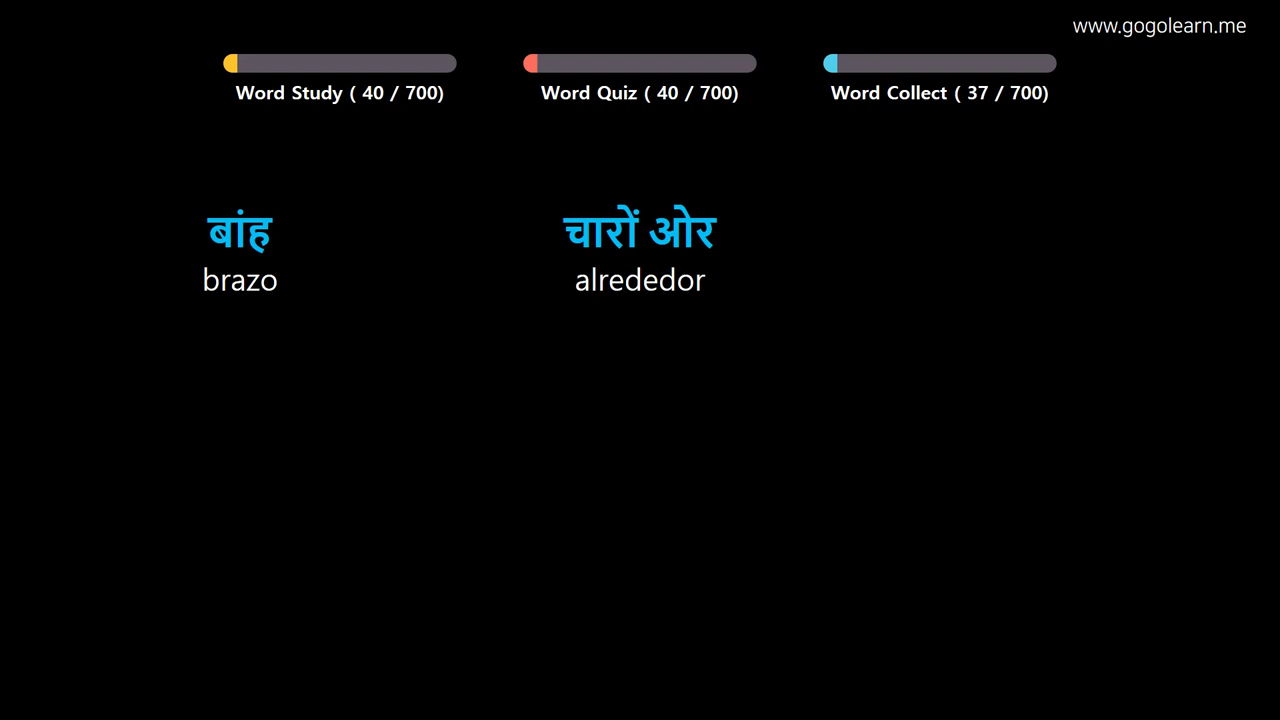 www.gogolearn.me
Word Study ( 40 / 700)
Word Quiz ( 40 / 700)
Word Collect ( 37 / 700)
बांह
brazo
चारों ओर
alrededor